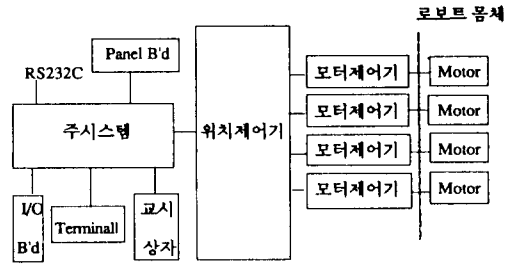 로보트 몸체
Panel B'd
RS232C
주시스템
위치제어기
모터제어기
Motor
모터제어기
Motor
모터제어기
Motor
모터제어기
Motor
I/O
B'd
Terminall
교시
상자